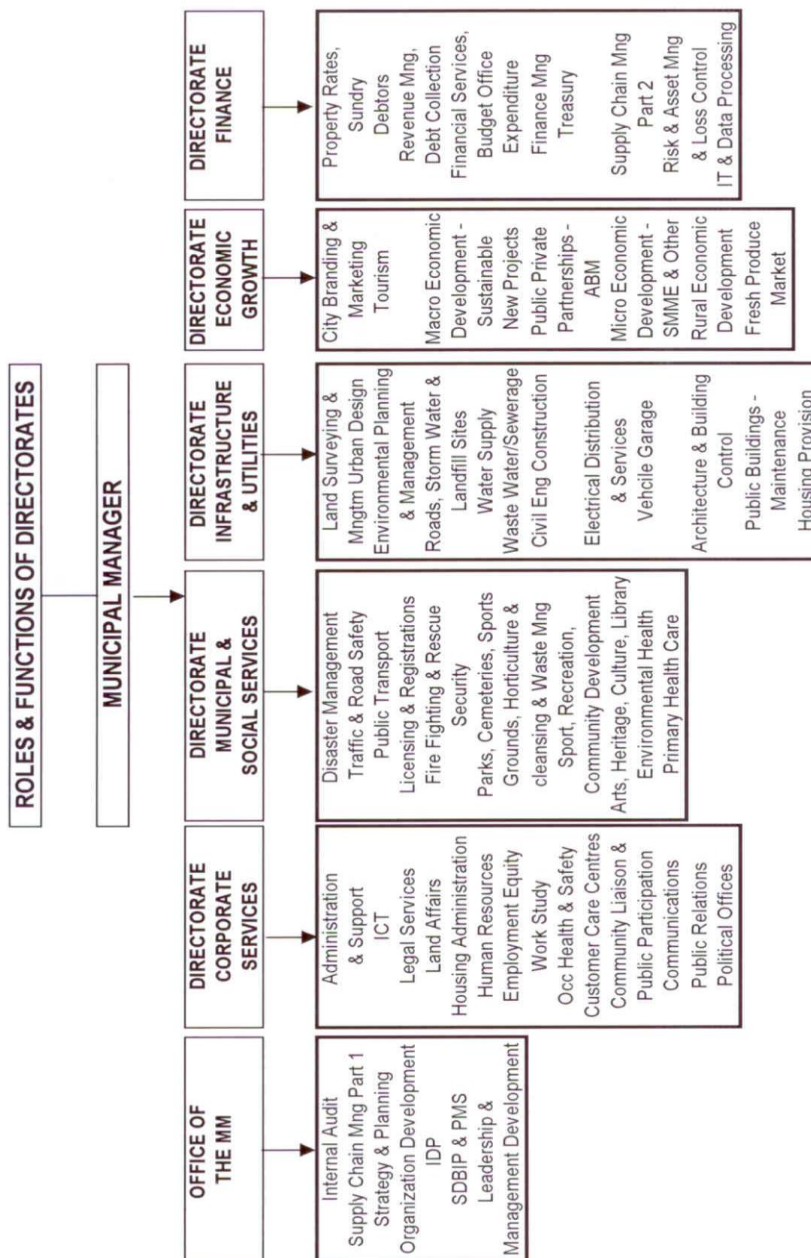 ROLES & FUNCTIONS OF DIRECTORATES
MUNICIPAL MANAGER
OFFICE OF
THE MM
Internal Audit
Supply Chain Mng Part 1
Strategy & Planning
Organization Development
IDP
SDBIP & PMS
Leadership &
Management Development
DIRECTORATE
CORPORATE
SERVICES
Administration
& Support
ICT
Legal Services
Land Affairs
Housing Administration
Human Resources
Employment Equity
Work Study
Occ Health & Safety
Customer Care Centres
Community Liaison &
Public Participation
Communications
Public Relations
Political Offices
DIRECTORATE
MUNICIPAL &
SOCIAL SERVICES
Disaster Management
Traffic & Road Safety
Public Transport
Licensing & Registrations
Fire Fighting & Rescue
Security
Parks, Cemeteries, Sports
Grounds, Horticulture &
cleansing & Waste Mng
Sport, Recreation,
Community Development
Arts, Heritage, Culture, Library
Environmental Health
Primary Health Care
DIRECTORATE
INFRASTRUCTURE
& UTILITIES
Land Surveying &
Mngtm Urban Design
Environmental Planning
& Management
Roads, Storm Water &
Landfill Sites
Water Supply
Waste Water/Sewerage
Civil Eng Construction
Electrical Distribution
& Services
Vehcile Garage
Architecture & Building
Control
Public Buildings -
Maintenance
Housing Provision
DIRECTORATE
ECONOMIC
GROWTH
City Branding &
Marketing
Tourism
Macro Economic
Development -
Sustainable
New Projects
Public Private
Partnerships -
ABM
Micro Economic
Development -
SMME & Other
Rural Economic
Development
Fresh Produce
Market
DIRECTORATE
FINANCE
Property Rates,
Sundry
Debtors
Revenue Mng,
Debt Collection
Financial Services,
Budget Office
Expenditure
Finance Mng
Treasury
Supply Chain Mng
Part 2
Risk & Asset Mng
& Loss Control
IT & Data Processing